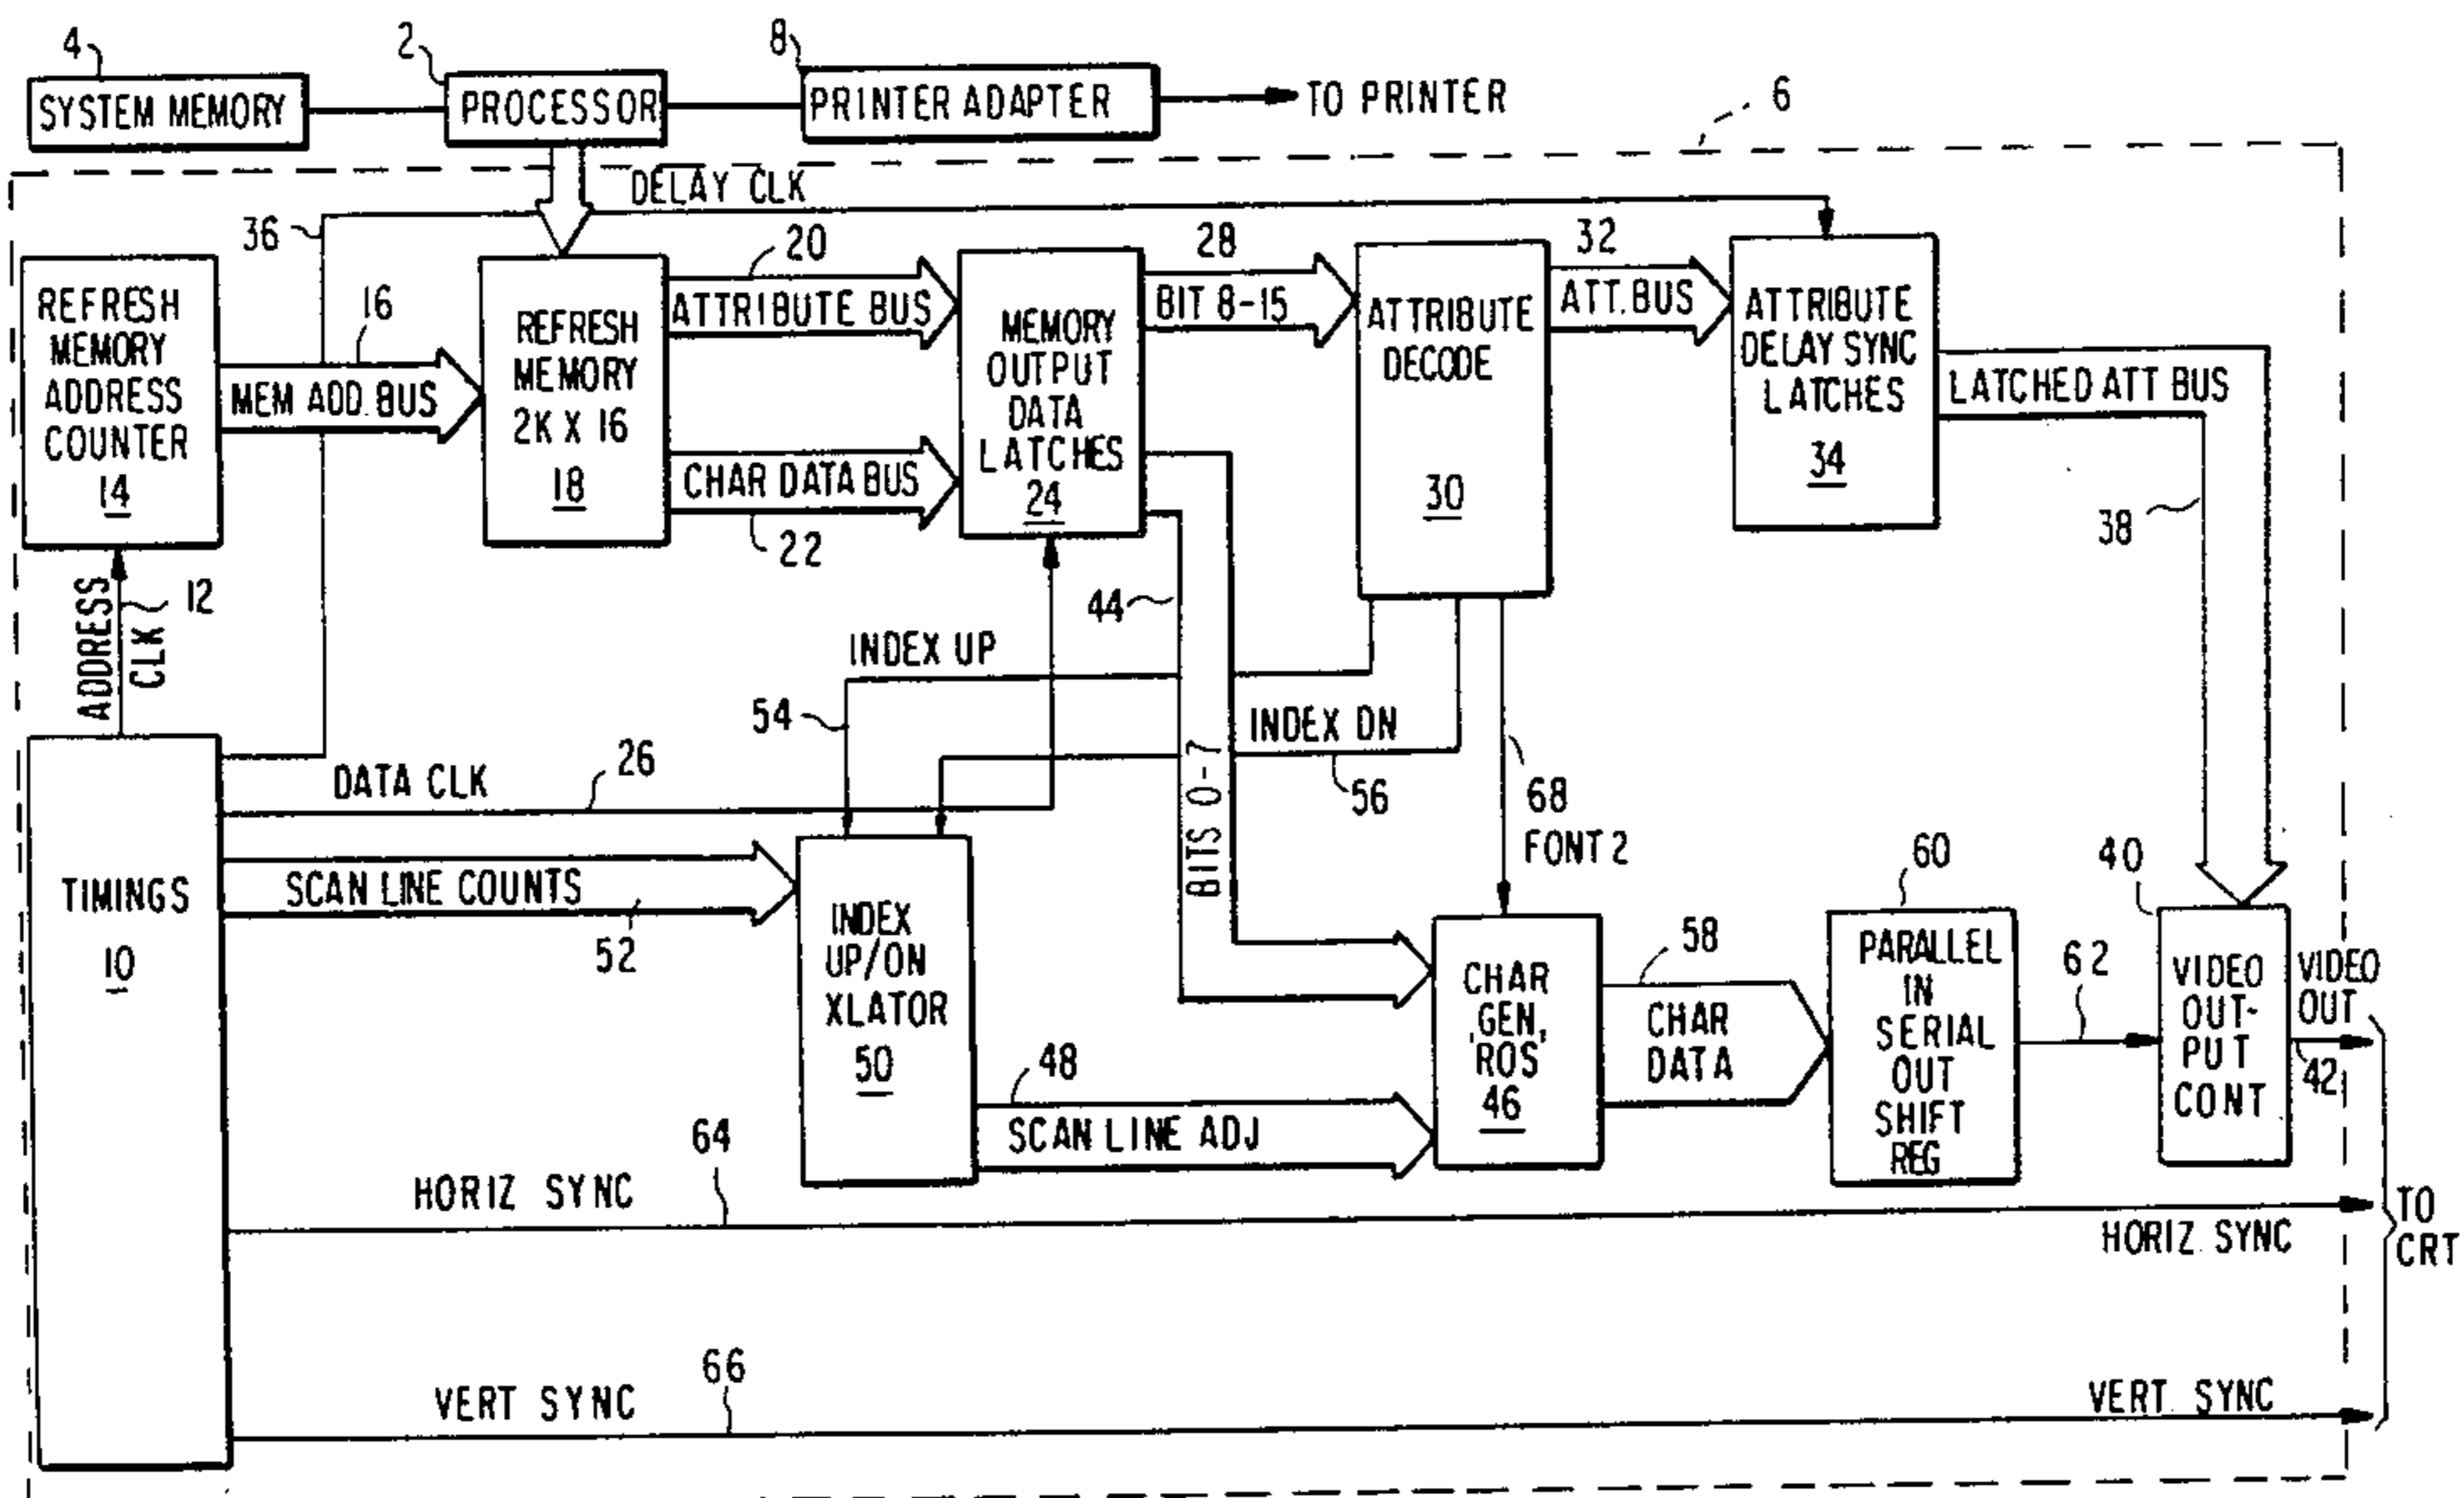 4
2
8
SYSTEM MEMORY
PROCESSOR
PRINTER ADAPTER
TO PRINTER
6
DELAY CLK
36
REFRESH
MEMORY
ADDRESS
COUNTER
14
16
MEM ADD. BUS
REFRESH
MEMORY
2K X 16
18
20
ATTRIBUTE BUS
CHAR DATA BUS
22
MEMORY
OUTPUT
DATA
LATCHES
24
28
BIT 8-15
ATTRIBUTE
DECODE
30
32
ATT. BUS
ATTRIBUTE
DELAY SYNC
LATCHES
34
LATCHED ATT BUS
38
ADDRESS
CLK
12
44
INDEX UP
54
INDEX DN
56
BITS 0-7
68
FONT 2
DATA CLK
26
TIMINGS
10
SCAN LINE COUNTS
52
INDEX
UP/ON
XLATOR
50
48
SCAN LINE ADJ
CHAR
GEN,
'ROS'
46
58
CHAR
DATA
60
PARALLEL
IN
SERIAL
OUT
SHIFT
REG
62
40
VIDEO
OUT-
PUT
CONT
VIDEO
OUT
42
64
HORIZ SYNC
HORIZ. SYNC
TO
CRT
66
VERT SYNC
VERT. SYNC